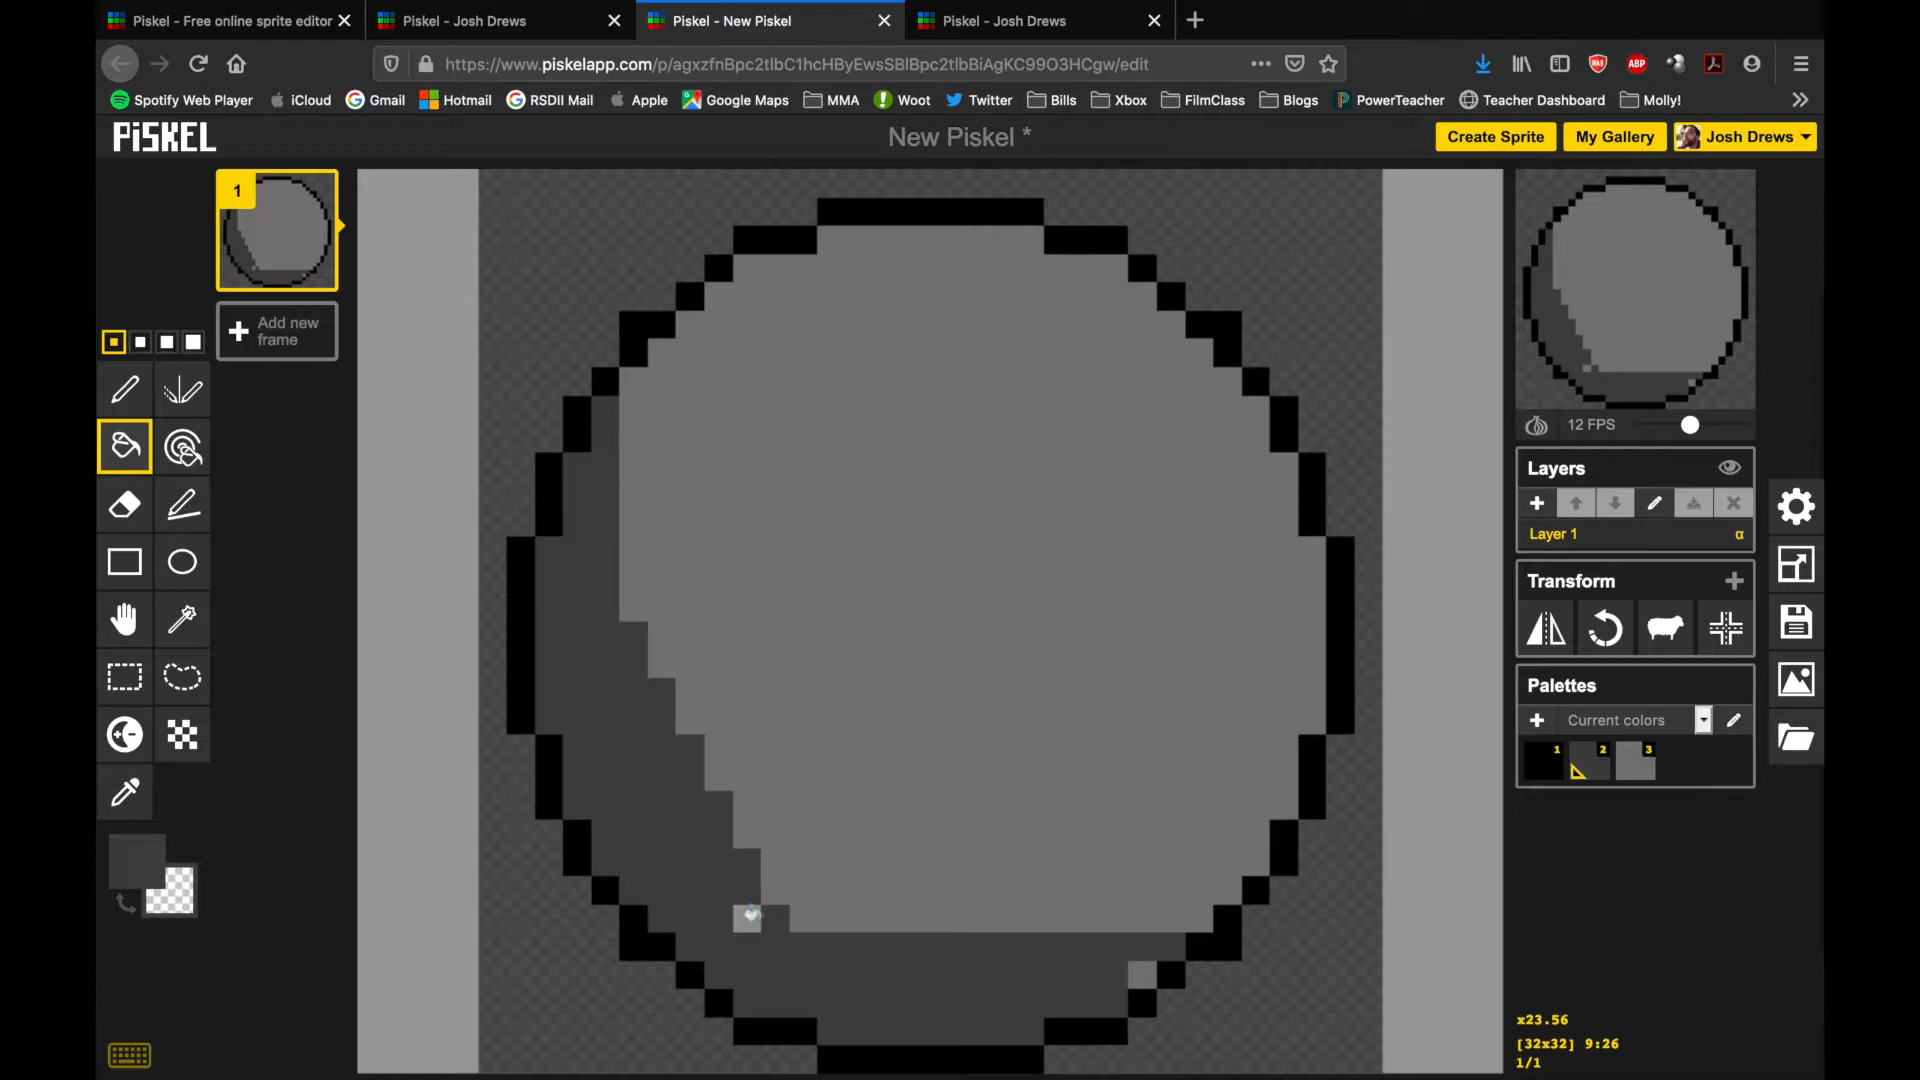 Piskel - Free online sprite editor
Piskel - Josh Drews
Piskel - New Piskel
Piskel - Josh Drews
https://www.piskelapp.com/p/agxzfnBpc2tlbC1hcHByEwsSBlBpc2tlbBiAgKC99O3HCgw/edit
ABP
Spotify Web Player
iCloud
Gmail
Hotmail
RSDII Mail
Apple
Google Maps
MMA
Woot
Twitter
Bills
Xbox
FilmClass
Blogs
PowerTeacher
Teacher Dashboard
Molly!
PiSKEL
New Piskel *
Create Sprite
My Gallery
Josh Drews
1
Add new
frame
12 FPS
Layers
Layer 1
α
Transform
Palettes
Current colors
1
2
3
x23.56
[32x32] 9:26
1/1